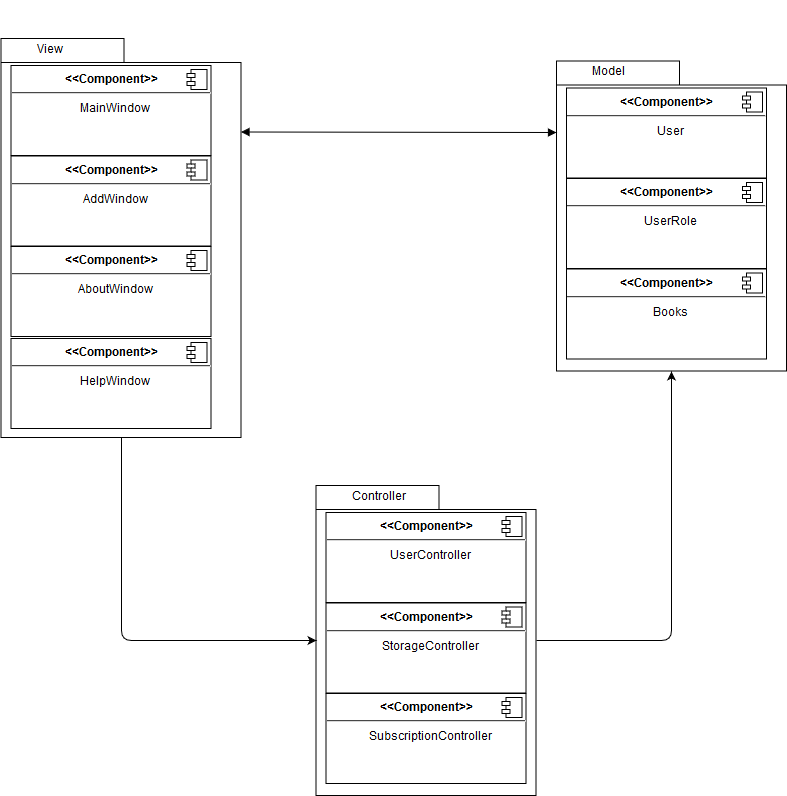 View
<<Component>>
MainWindow
<<Component>>
AddWindow
<<Component>>
AboutWindow
<<Component>>
HelpWindow
Model
<<Component>>
User
<<Component>>
UserRole
<<Component>>
Books
Controller
<<Component>>
UserController
<<Component>>
StorageController
<<Component>>
SubscriptionController